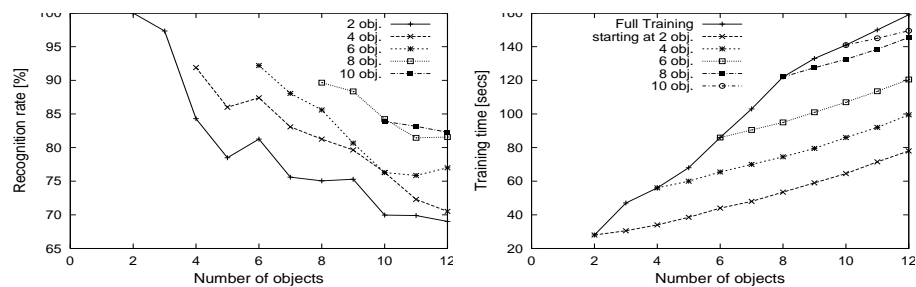 100
95
90
85
80
75
70
65
0 2 4 6 8 10 12
Recognition rate [%]
Number of objects
2 obj.
4 obj.
6 obj.
8 obj.
10 obj.
160
140
120
100
80
60
40
20
0 2 4 6 8 10 12
Training time [secs]
Number of objects
Full Training
starting at 2 obj.
4 obj.
6 obj.
8 obj.
10 obj.